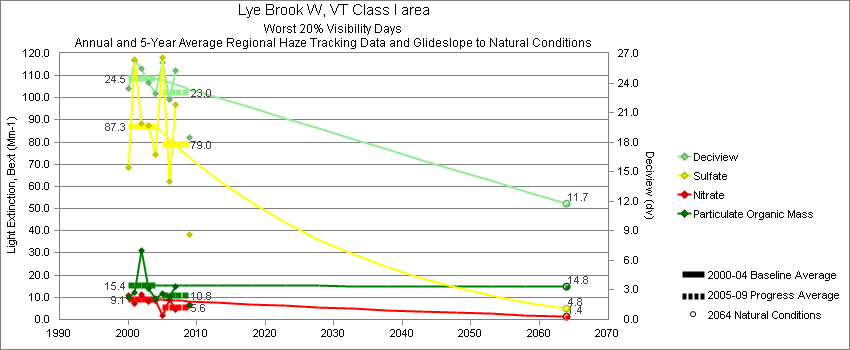 Lye Brook W, VT Class I area
Worst 20% Visibility Days
Annual and 5-Year Average Regional Haze Tracking Data and Glideslope to Natural Conditions
Light Extinction, Bext (Mm-1)
120.0
110.0
100.0
90.0
80.0
70.0
60.0
50.0
40.0
30.0
20.0
10.0
0.0
24.5
23.0
87.3
79.0
15.4
10.8
9.1
5.6
11.7
14.8
4.8
1.4
27.0
24.0
21.0
18.0
15.0
12.0
9.0
6.0
3.0
0.0
Deciview (dv)
1990 2000 2010 2020 2030 2040 2050 2060 2070
Deciview
Sulfate
Nitrate
Particulate Organic Mass
2000-04 Baseline Average
2005-09 Progress Average
2064 Natural Conditions